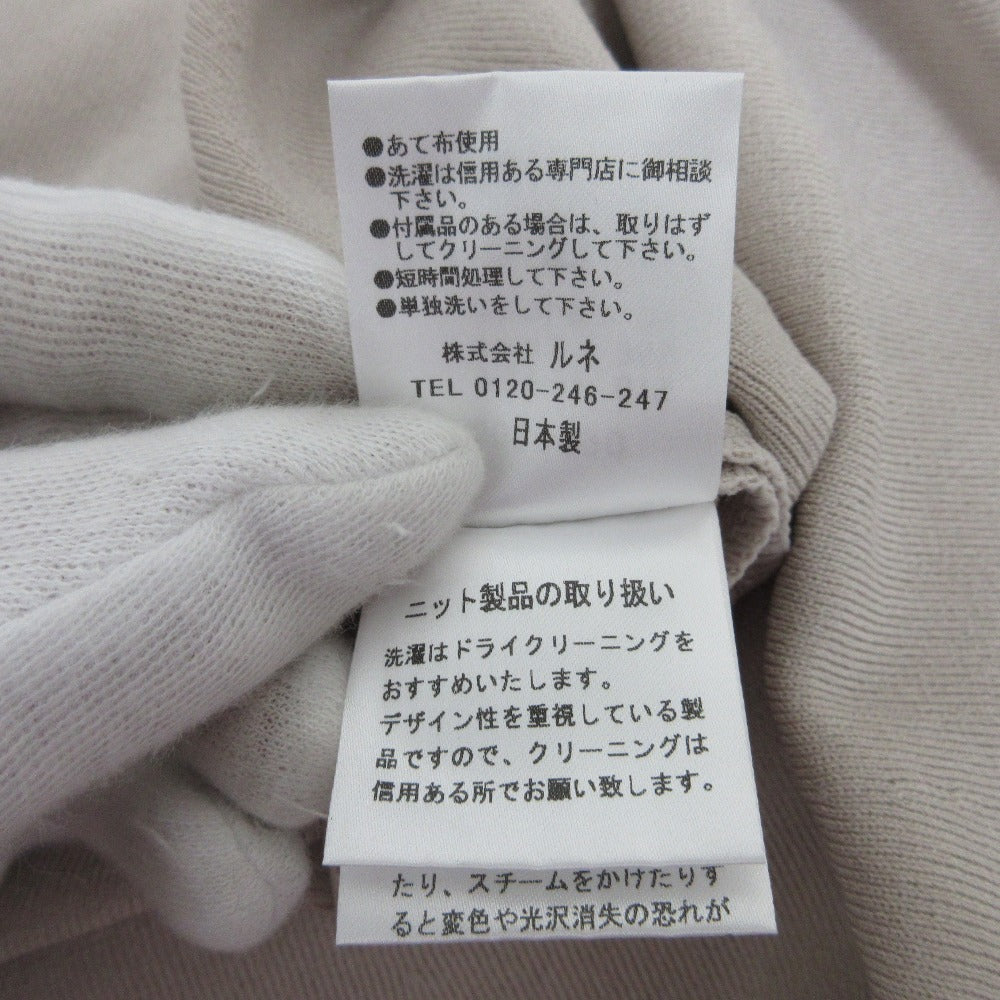 ●あて布使用
●洗濯は信用ある専門店に御相談
下さい。
●付属品のある場合は、取りはず
してクリーニングして下さい。
●短時間処理して下さい。
●単独洗いをして下さい。
株式会社 ルネ
TEL 0120-246-247
日本製
ニット製品の取り扱い
洗濯はドライクリーニングを
おすすめいたします。
デザイン性を重視している製
品ですので、クリーニングは
信用ある所でお願い致します。
たり、スチームをかけたりす
ると変色や光沢消失の恐れが